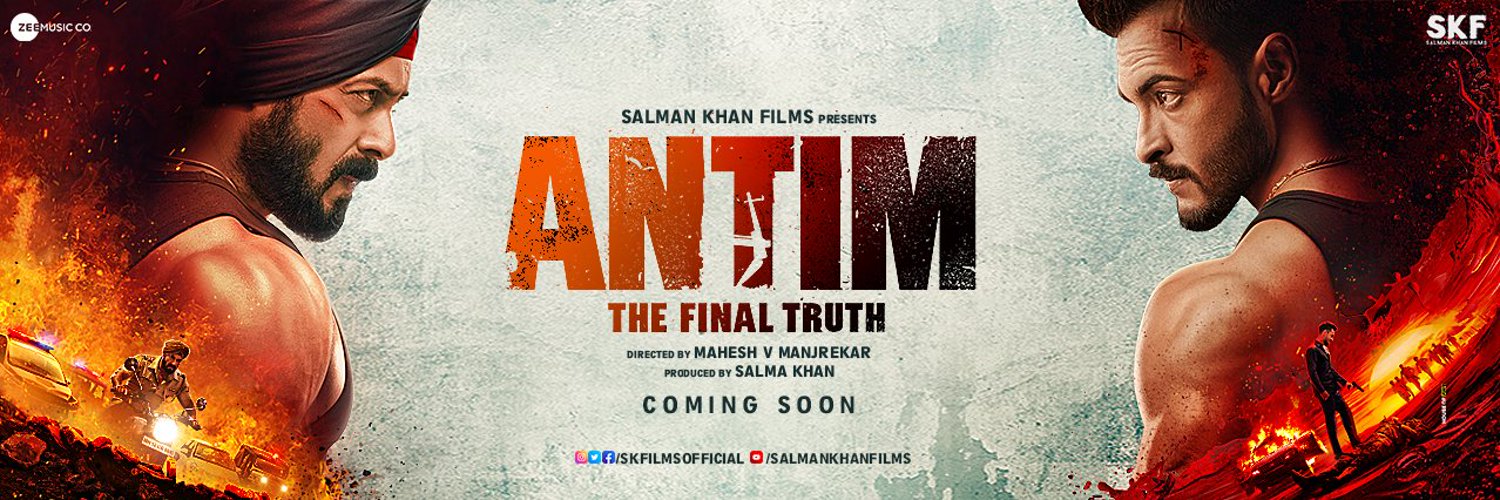 ZEE MUSIC CO.
SKF
SALMAN KHAN FILMS
SALMAN KHAN FILMS PRESENTS
ANTIM
THE FINAL TRUTH
DIRECTED BY MAHESH V MANJREKAR
PRODUCED BY SALMA KHAN
COMING SOON
/SKFILMSOFFICIAL /SALMANKHANFILMS